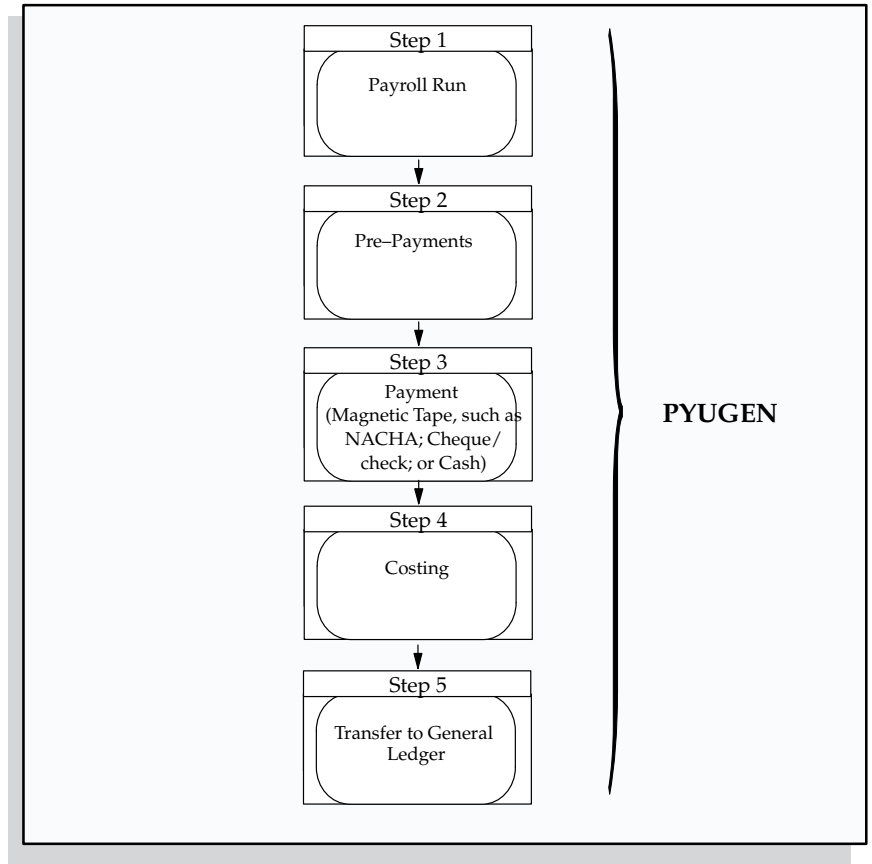 Step 1
Payroll Run
Step 2
Pre–Payments
Step 3
Payment
(Magnetic Tape, such as
NACHA; Cheque/
check; or Cash)
Step 4
Costing
Step 5
Transfer to General
Ledger
PYUGEN